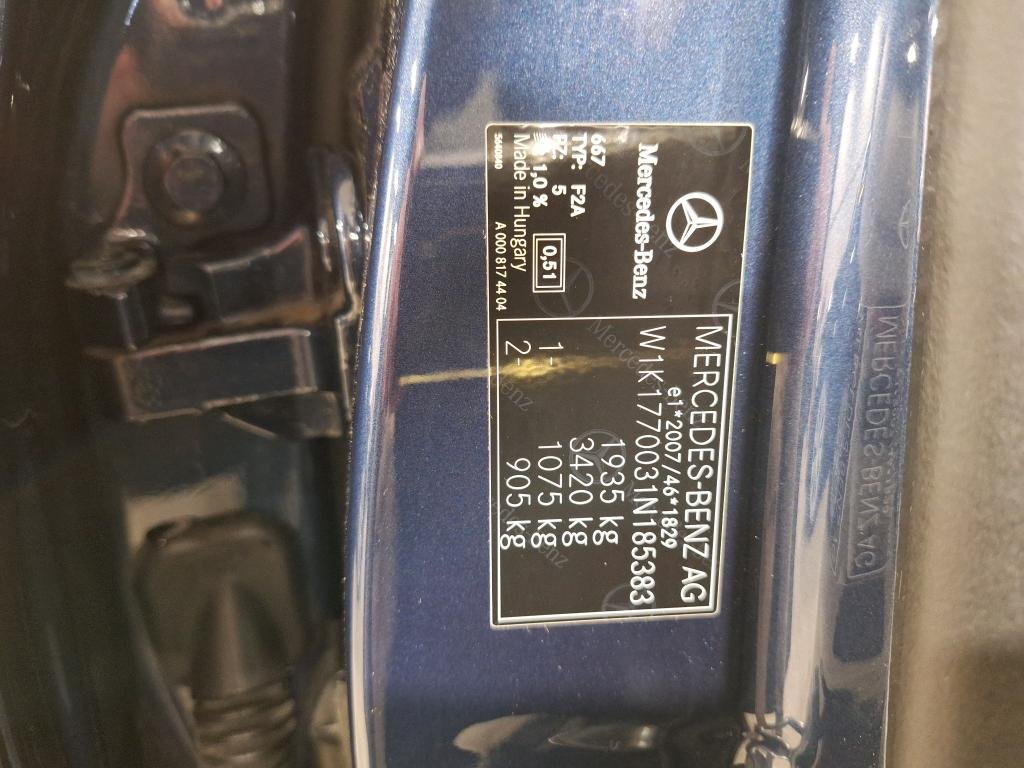 MERCEDES-BENZ AG
Mercedes-Benz
MERCEDES-BENZ AG
e1*2007/46*1829
W1K1770031N185383
1935 kg
3420 kg
1- 1075 kg
2- 905 kg
667
TYP: F2A
PZ: 5
1,0 % 0,51
Made in Hungary
A 000 817 44 04